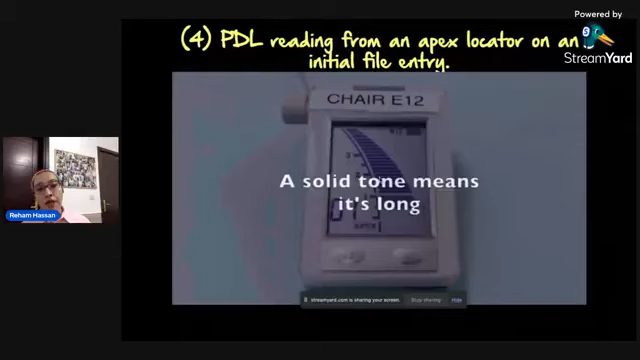 Powered by
StreamYard
(4) PDL reading from an apex locator on an
initial file entry.
CHAIR E12
A solid tone means
it's long
Reham Hassan
streamyard.com is sharing your screen.
Stop sharing
Hide